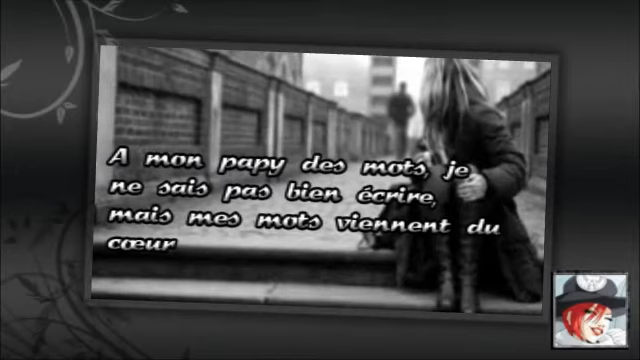 A mon papy des mots, je
ne sais pas bien écrire,
mais mes mots viennent du
cœur